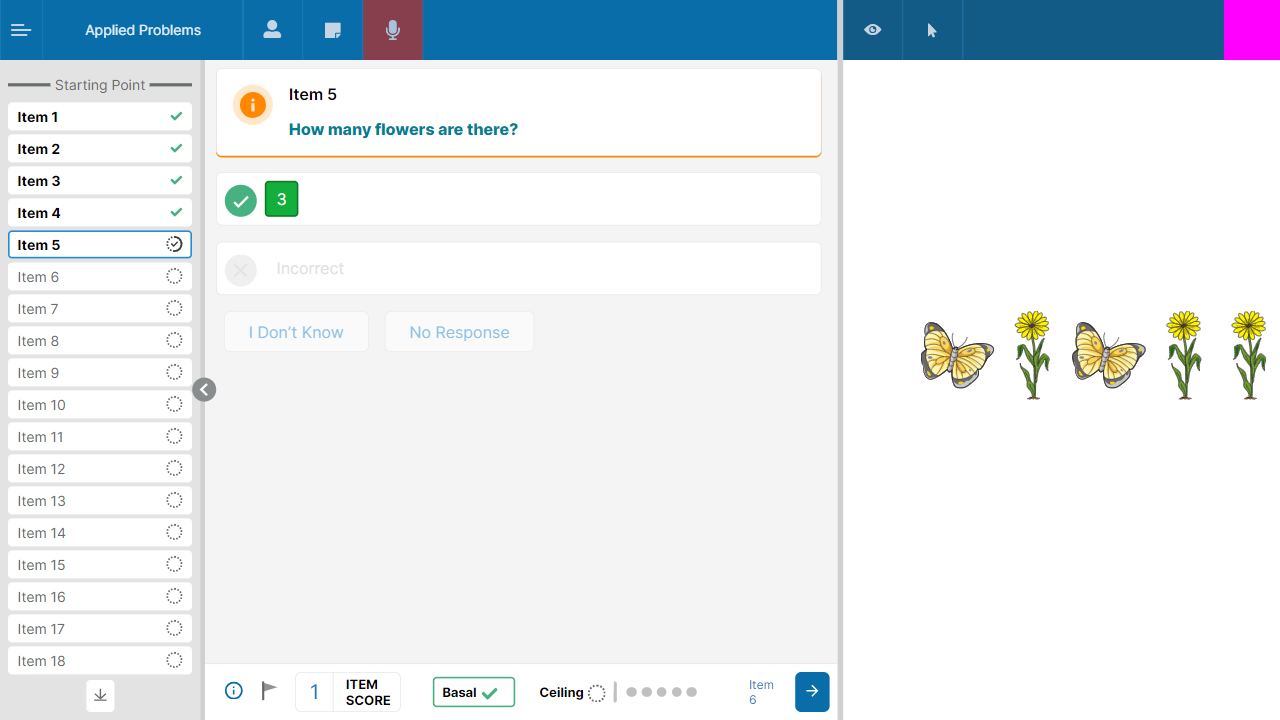 Applied Problems
Starting Point
Item 1
Item 2
Item 3
Item 4
Item 5
Item 6
Item 7
Item 8
Item 9
Item 10
Item 11
Item 12
Item 13
Item 14
Item 15
Item 16
Item 17
Item 18
Item 5
How many flowers are there?
3
Incorrect
I Don’t Know
No Response
1
ITEM
SCORE
Basal
Ceiling
Item
6